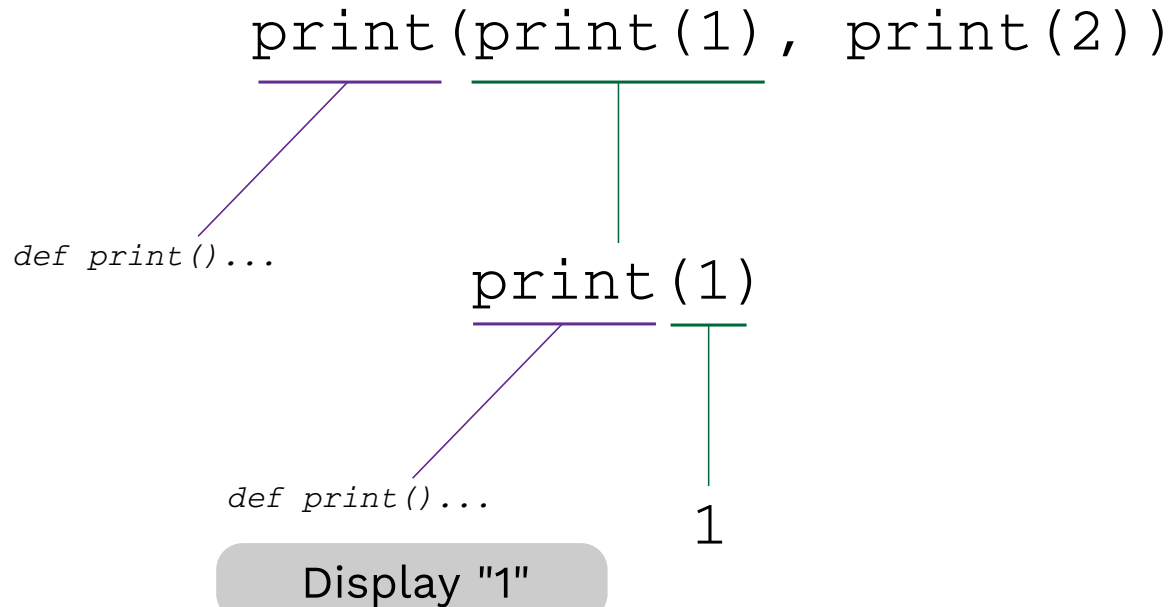 print(print(1), print(2))
def print()...
print(1)
def print()...
1
Display "1"